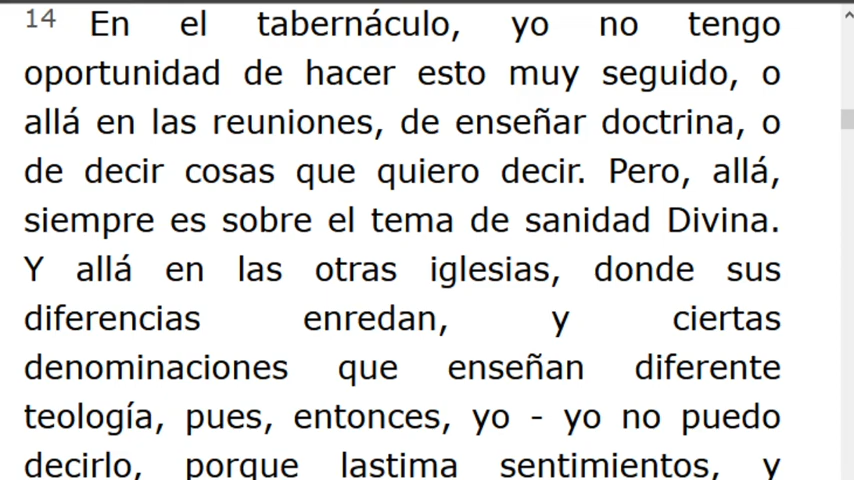 14 En el tabernáculo, yo no tengo
oportunidad de hacer esto muy seguido, o
allá en las reuniones, de enseñar doctrina, o
de decir cosas que quiero decir. Pero, allá,
siempre es sobre el tema de sanidad Divina.
Y allá en las otras iglesias, donde sus
diferencias enredan, y ciertas
denominaciones que enseñan diferente
teología, pues, entonces, yo - yo no puedo
decirlo, porque lastima sentimientos, y